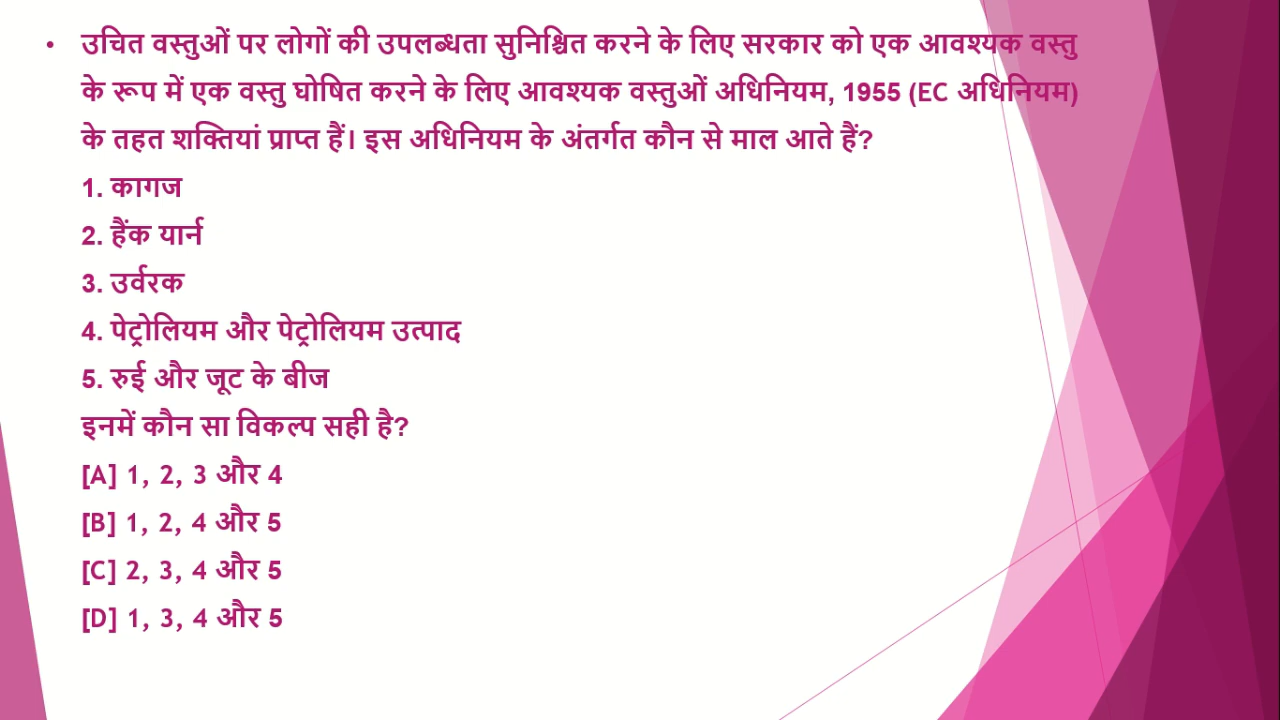 • उचित वस्तुओं पर लोगों की उपलब्धता सुनिश्चित करने के लिए सरकार को एक आवश्यक वस्तु
के रूप में एक वस्तु घोषित करने के लिए आवश्यक वस्तुओं अधिनियम, 1955 (EC अधिनियम)
के तहत शक्तियां प्राप्त हैं। इस अधिनियम के अंतर्गत कौन से माल आते हैं?
1. कागज
2. हैंक यार्न
3. उर्वरक
4. पेट्रोलियम और पेट्रोलियम उत्पाद
5. रुई और जूट के बीज
इनमें कौन सा विकल्प सही है?
[A] 1, 2, 3 और 4
[B] 1, 2, 4 और 5
[C] 2, 3, 4 और 5
[D] 1, 3, 4 और 5